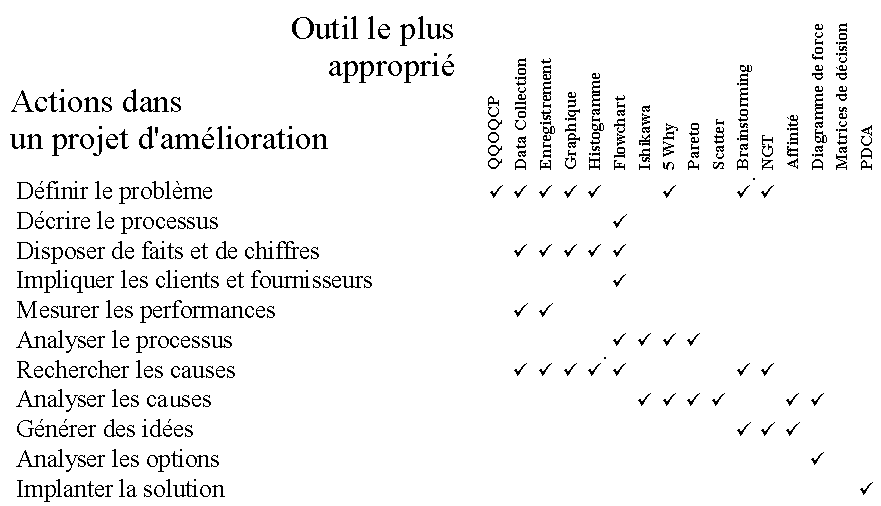 Outil le plus
approprié
Actions dans
un projet d'amélioration
QQOQCP
Data Collection
Enregistrement
Graphique
Histogramme
Flowchart
Ishikawa
5 Why
Pareto
Scatter
Brainstorming
NGT
Affinité
Diagramme de force
Matrices de décision
PDCA
Définir le problème ✓ ✓ ✓ ✓ ✓ ✓ ✓ ✓
Décrire le processus ✓
Disposer de faits et de chiffres ✓ ✓ ✓ ✓ ✓
Impliquer les clients et fournisseurs ✓
Mesurer les performances ✓ ✓
Analyser le processus ✓ ✓ ✓ ✓
Rechercher les causes ✓ ✓ ✓ ✓ ✓ ✓ ✓
Analyser les causes ✓ ✓ ✓ ✓ ✓ ✓
Générer des idées ✓ ✓ ✓
Analyser les options ✓
Implanter la solution ✓